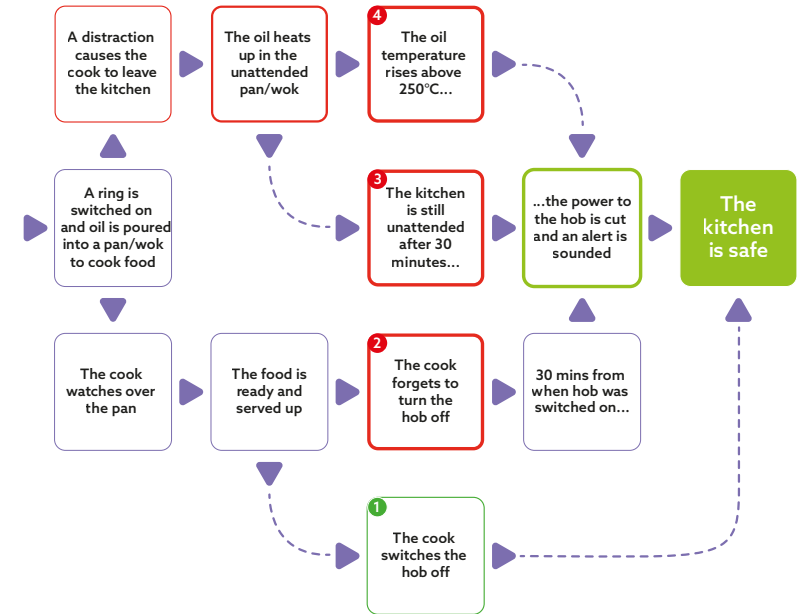 A distraction
causes the
cook to leave
the kitchen
The oil heats
up in the
unattended
pan/wok
4
The oil
temperature
rises above
250°C...
A ring is
switched on
and oil is poured
into a pan/wok
to cook food
3
The kitchen
is still
unattended
after 30
minutes...
...the power to
the hob is cut
and an alert is
sounded
The
kitchen
is safe
The cook
watches over
the pan
The food is
ready and
served up
2
The cook
forgets to
turn the
hob off
30 mins from
when hob was
switched on...
1
The cook
switches the
hob off